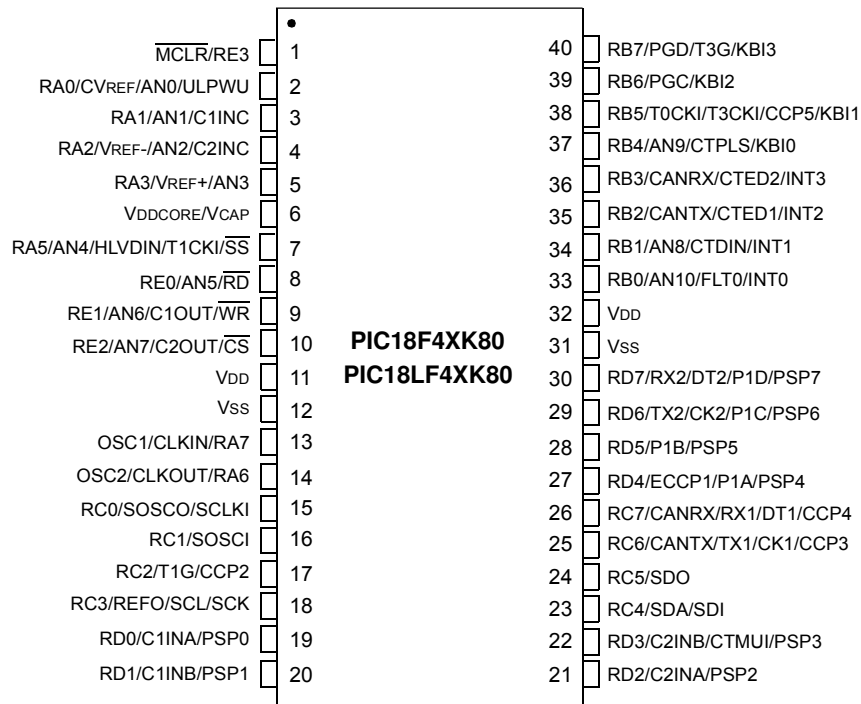 M̅C̅L̅R̅/RE3 1 40 RB7/PGD/T3G/KBI3
RA0/CVREF/AN0/ULPWU 2 39 RB6/PGC/KBI2
RA1/AN1/C1INC 3 38 RB5/T0CKI/T3CKI/CCP5/KBI1
RA2/VREF-/AN2/C2INC 4 37 RB4/AN9/CTPLS/KBI0
RA3/VREF+/AN3 5 36 RB3/CANRX/CTED2/INT3
VDDCORE/VCAP 6 35 RB2/CANTX/CTED1/INT2
RA5/AN4/HLVDIN/T1CKI/S̅S̅ 7 34 RB1/AN8/CTDIN/INT1
RE0/AN5/R̅D̅ 8 33 RB0/AN10/FLT0/INT0
RE1/AN6/C1OUT/W̅R̅ 9 32 VDD
RE2/AN7/C2OUT/C̅S̅ 10 PIC18F4XK80 31 VSS
VDD 11 PIC18LF4XK80 30 RD7/RX2/DT2/P1D/PSP7
VSS 12 29 RD6/TX2/CK2/P1C/PSP6
OSC1/CLKIN/RA7 13 28 RD5/P1B/PSP5
OSC2/CLKOUT/RA6 14 27 RD4/ECCP1/P1A/PSP4
RC0/SOSCO/SCLKI 15 26 RC7/CANRX/RX1/DT1/CCP4
RC1/SOSCI 16 25 RC6/CANTX/TX1/CK1/CCP3
RC2/T1G/CCP2 17 24 RC5/SDO
RC3/REFO/SCL/SCK 18 23 RC4/SDA/SDI
RD0/C1INA/PSP0 19 22 RD3/C2INB/CTMUI/PSP3
RD1/C1INB/PSP1 20 21 RD2/C2INA/PSP2